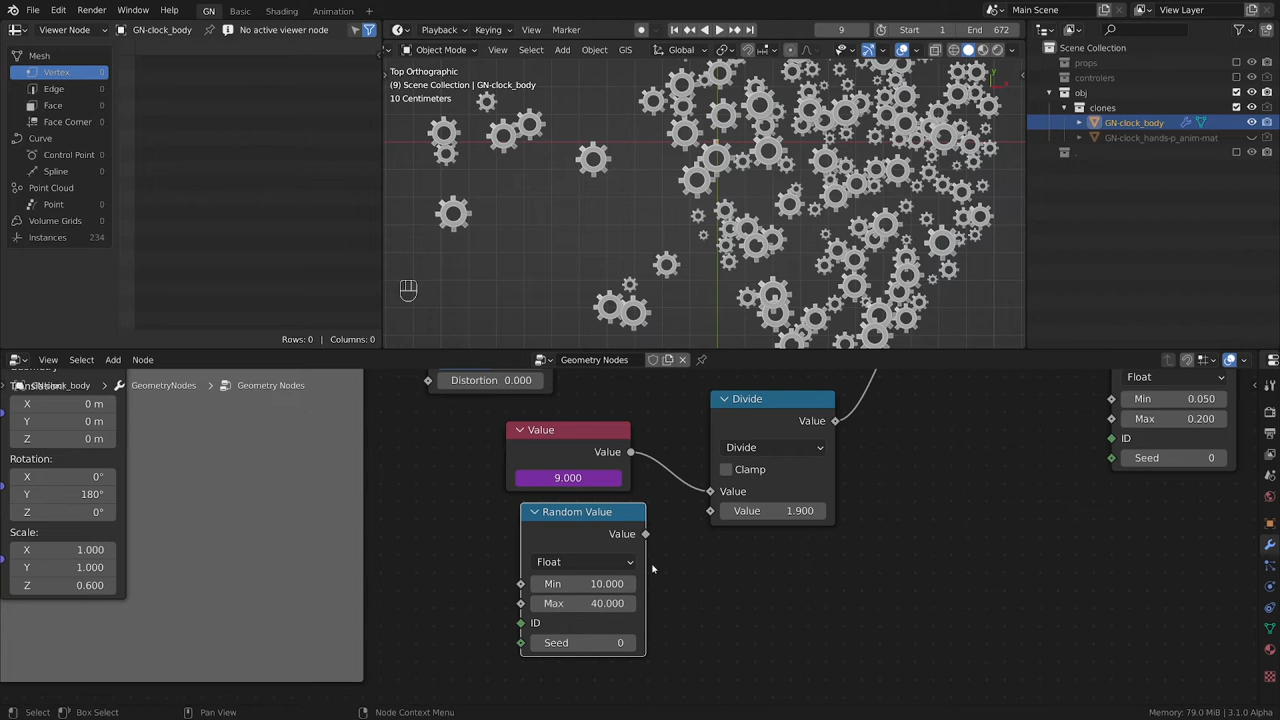 File Edit Render Window Help GN Basic Shading Animation Main Scene View Layer
Viewer Node GN-clock_body No active viewer node
Mesh
Vertex 0
Edge 0
Face 0
Face Corner 0
Curve
Control Point 0
Spline 0
Point Cloud
Point 0
Volume Grids 0
Instances 234
Rows: 0 | Columns: 0
Playback Keying View Marker 9 Start 1 End 672
Object Mode View Select Add Object GIS Global
Top Orthographic
(9) Scene Collection | GN-clock_body
10 Centimeters
Y
Scene Collection
props
controlers
obj
clones
GN-clock_body
GN-clock_hands-p_anim-mat
View Select Add Node Geometry Nodes
GN-clock_body GeometryNodes Geometry Nodes
X 0 m
Y 0 m
Z 0 m
Rotation:
X 0°
Y 180°
Z 0°
Scale:
X 1.000
Y 1.000
Z 0.600
Distortion 0.000
Value
Value
9.000
Random Value
Value
Float
Min 10.000
Max 40.000
ID
Seed 0
Divide
Value
Divide
Clamp
Value
Value 1.900
Float
Min 0.050
Max 0.200
ID
Seed 0
Select Box Select Pan View Node Context Menu Memory: 79.0 MiB | 3.1.0 Alpha